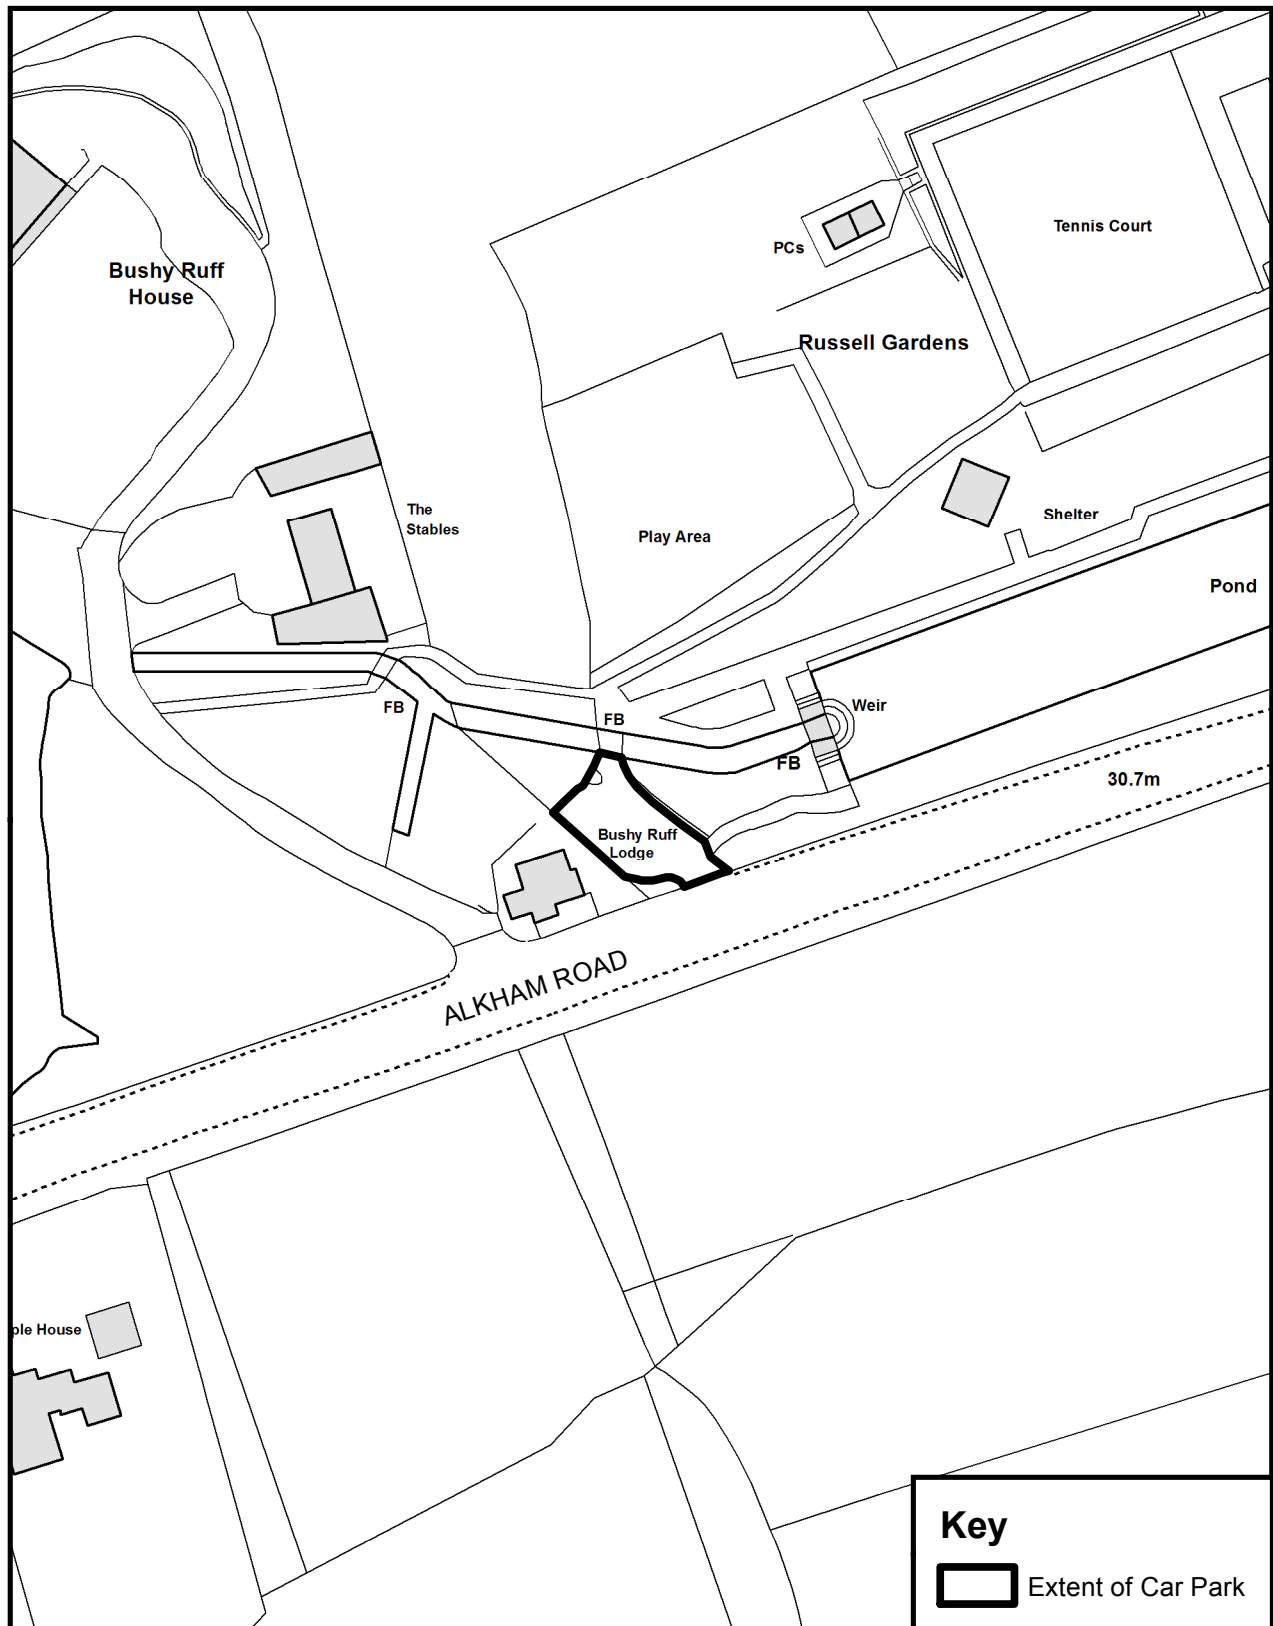 Bushy Ruff
House
PCs
Tennis Court
Russell Gardens
The
Stables
Play Area
Shelter
Pond
FB
FB
Weir
FB
30.7m
Bushy Ruff
Lodge
ALKHAM ROAD
ple House
Key
Extent of Car Park